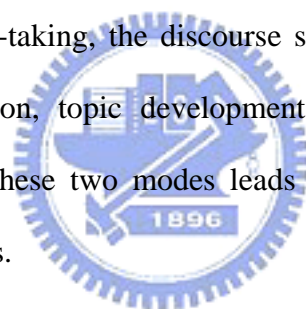 -taking, the discourse s
on, topic development
hese two modes leads
1896
s.